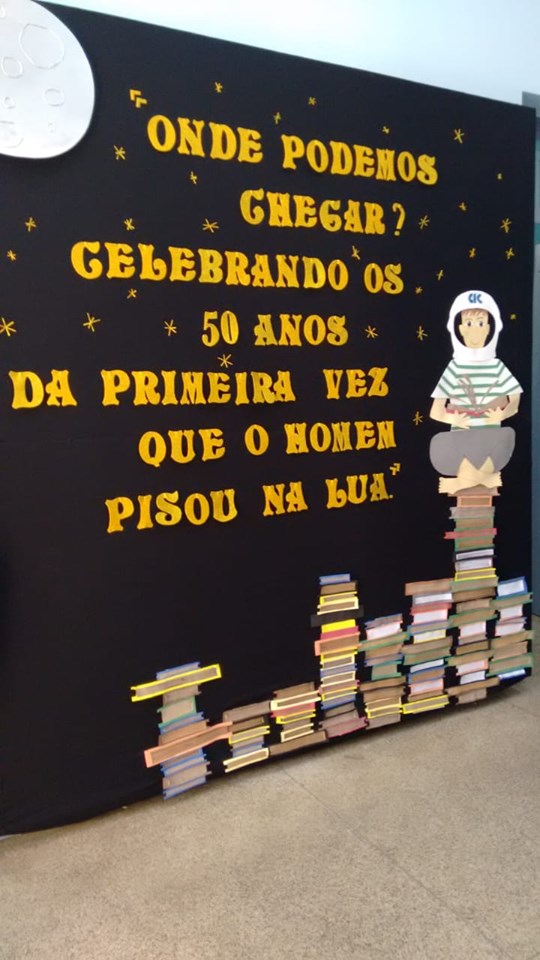 "ONDE PODEMOS
CHEGAR?
CELEBRANDO OS
50 ANOS
DA PRIMEIRA VEZ
QUE O HOMEM
PISOU NA LUA."
CIC